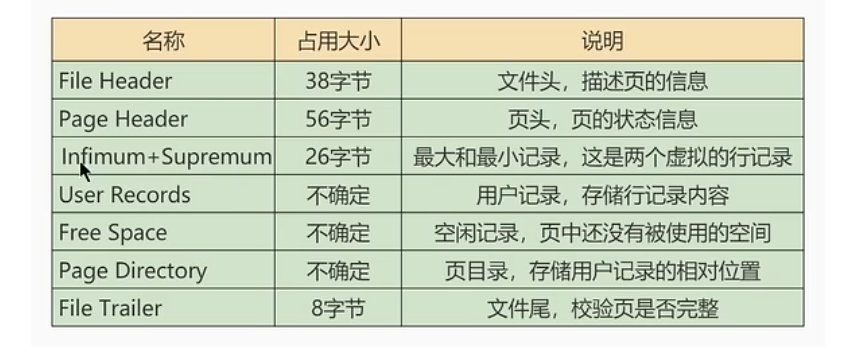 名称 占用大小 说明
File Header 38字节 文件头，描述页的信息
Page Header 56字节 页头，页的状态信息
Infimum+Supremum 26字节 最大和最小记录，这是两个虚拟的行记录
User Records 不确定 用户记录，存储行记录内容
Free Space 不确定 空闲记录，页中还没有被使用的空间
Page Directory 不确定 页目录，存储用户记录的相对位置
File Trailer 8字节 文件尾，校验页是否完整